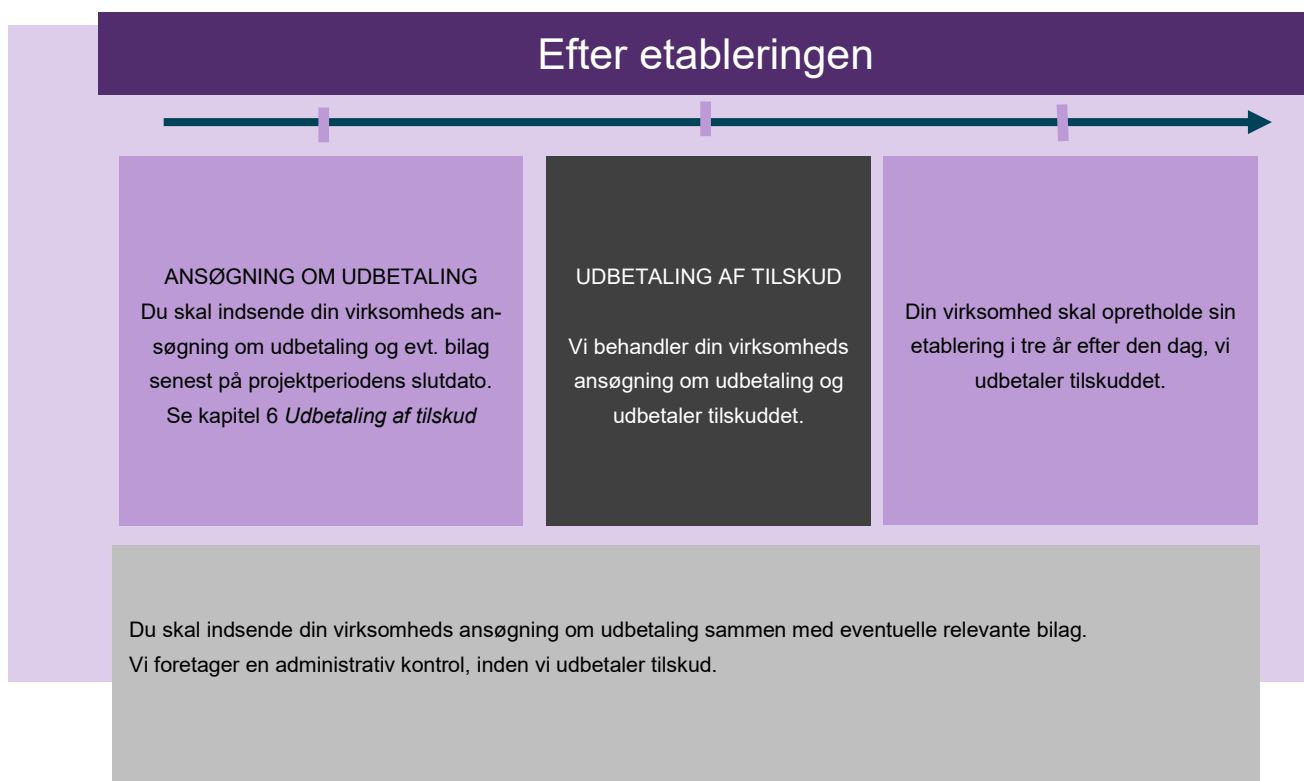 Efter etableringen
ANSØGNING OM UDBETALING
Du skal indsende din virksomheds an-
søgning om udbetaling og evt. bilag
senest på projektperiodens slutdato.
Se kapitel 6 Udbetaling af tilskud
UDBETALING AF TILSKUD
Vi behandler din virksomheds
ansøgning om udbetaling og
udbetaler tilskuddet.
Din virksomhed skal opretholde sin
etablering i tre år efter den dag, vi
udbetaler tilskuddet.
Du skal indsende din virksomheds ansøgning om udbetaling sammen med eventuelle relevante bilag.
Vi foretager en administrativ kontrol, inden vi udbetaler tilskud.